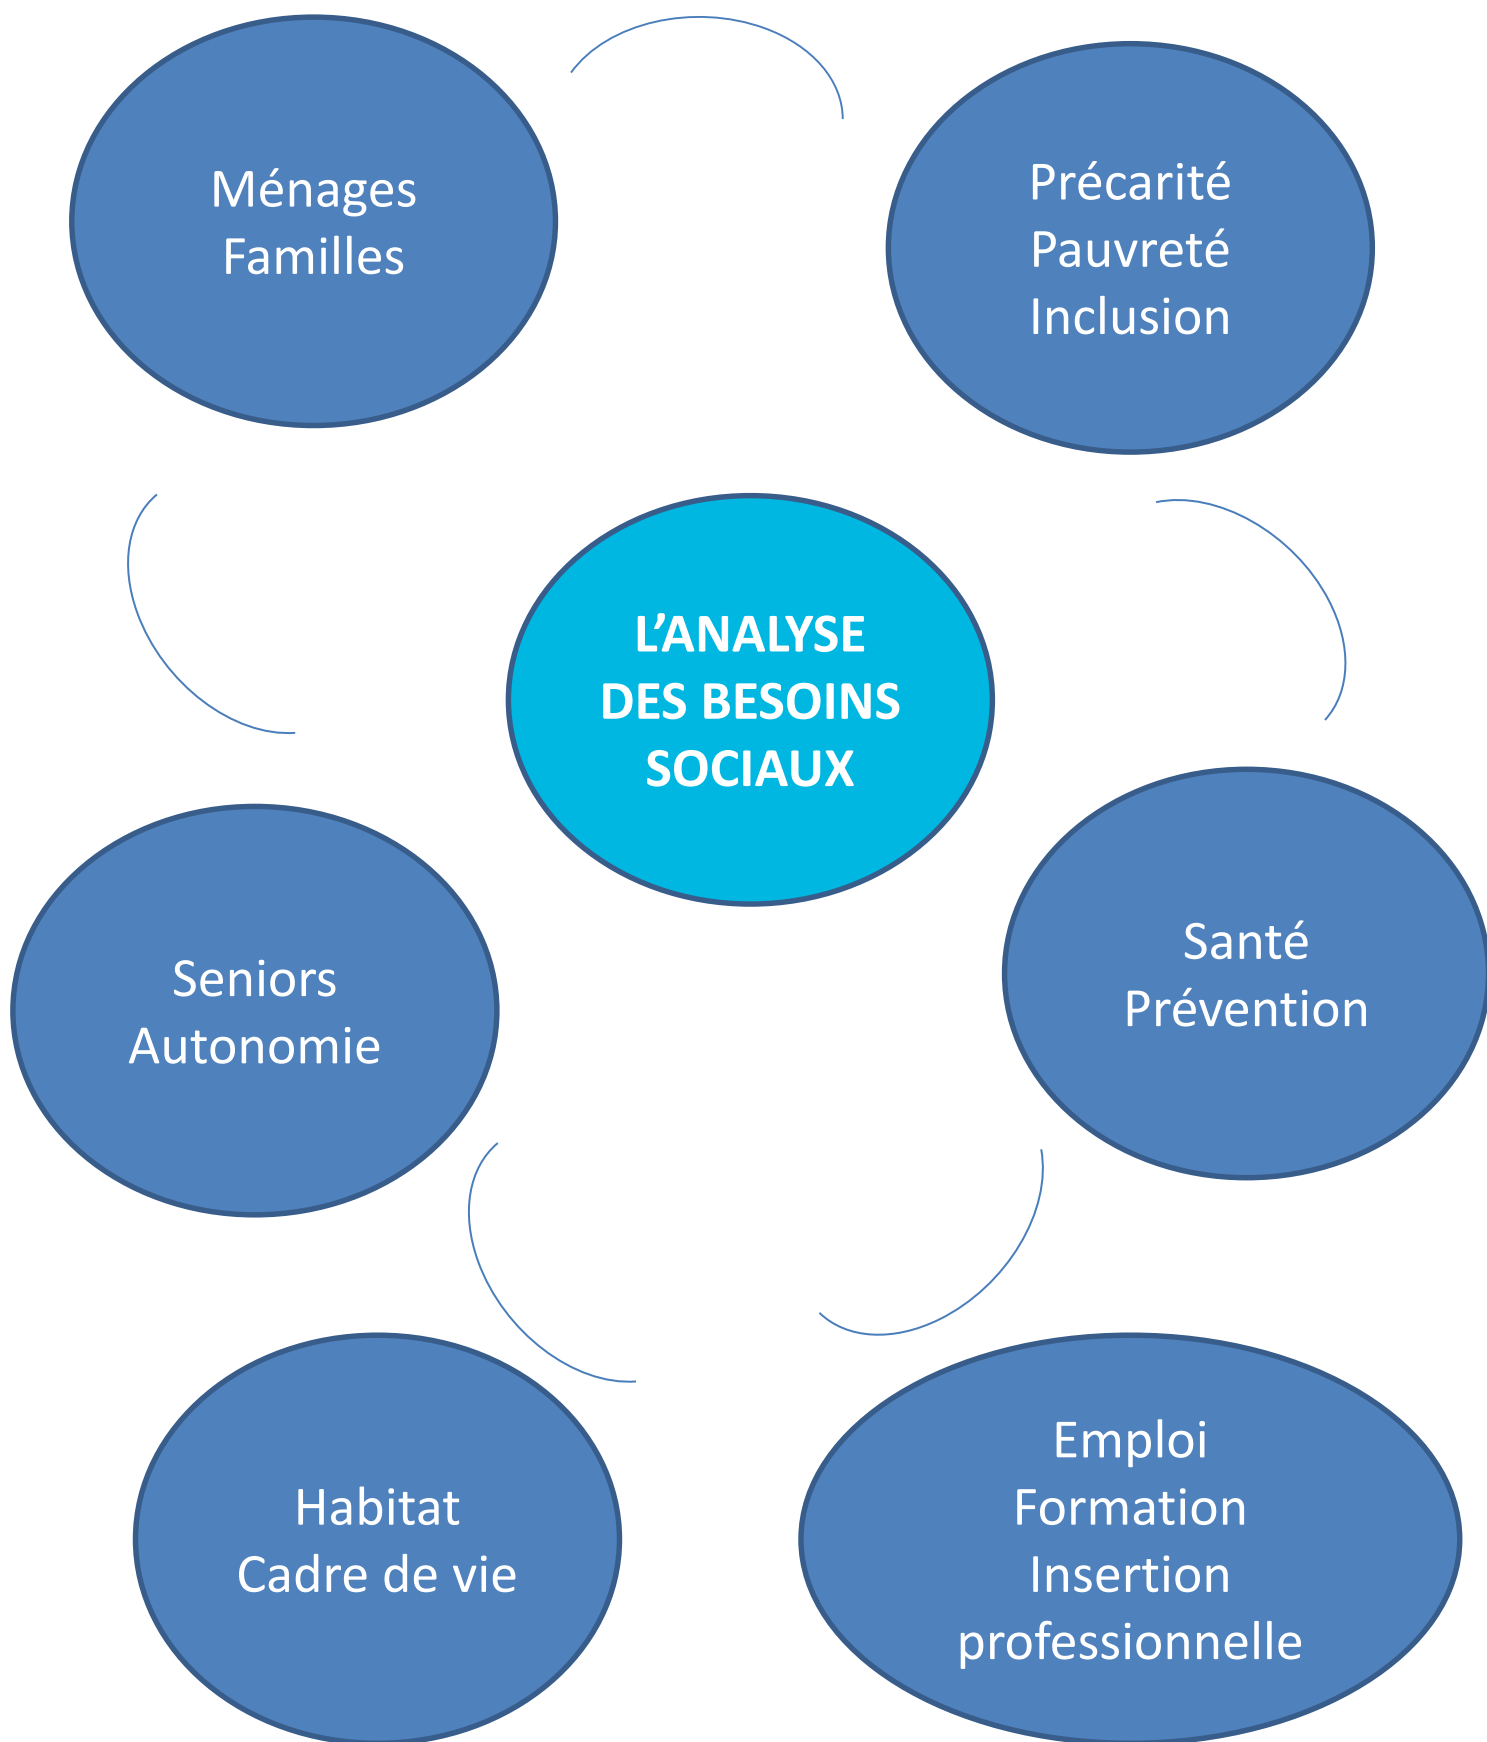 Ménages
Familles
Précarité
Pauvreté
Inclusion
L’ANALYSE
DES BESOINS
SOCIAUX
Seniors
Autonomie
Santé
Prévention
Habitat
Cadre de vie
Emploi
Formation
Insertion
professionnelle